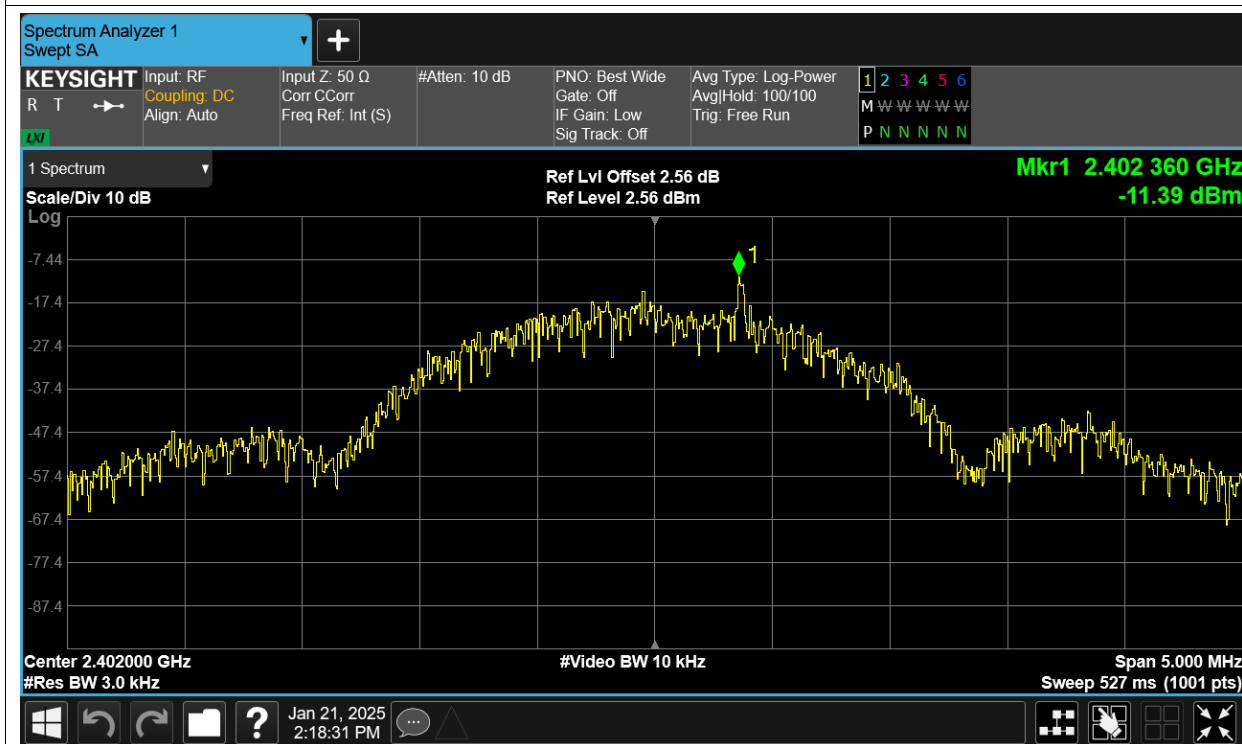 Spectrum Analyzer 1
Swept SA
+
KEYSIGHT Input: RF Input Z: 50 Ω #Atten: 10 dB PNO: Best Wide Avg Type: Log-Power 1 2 3 4 5 6
R T Coupling: DC Corr CCorr Gate: Off Avg|Hold: 100/100 M W W W W W
Align: Auto Freq Ref: Int (S) IF Gain: Low Trig: Free Run
LXI Sig Track: Off P N N N N N
1 Spectrum
Ref Lvl Offset 2.56 dB
Mkr1 2.402 360 GHz
Scale/Div 10 dB
Ref Level 2.56 dBm
-11.39 dBm
Log
1
-7.44
-17.4
-27.4
-37.4
-47.4
-57.4
-67.4
-77.4
-87.4
Center 2.402000 GHz #Video BW 10 kHz Span 5.000 MHz
#Res BW 3.0 kHz Sweep 527 ms (1001 pts)
? Jan 21, 2025
2:18:31 PM